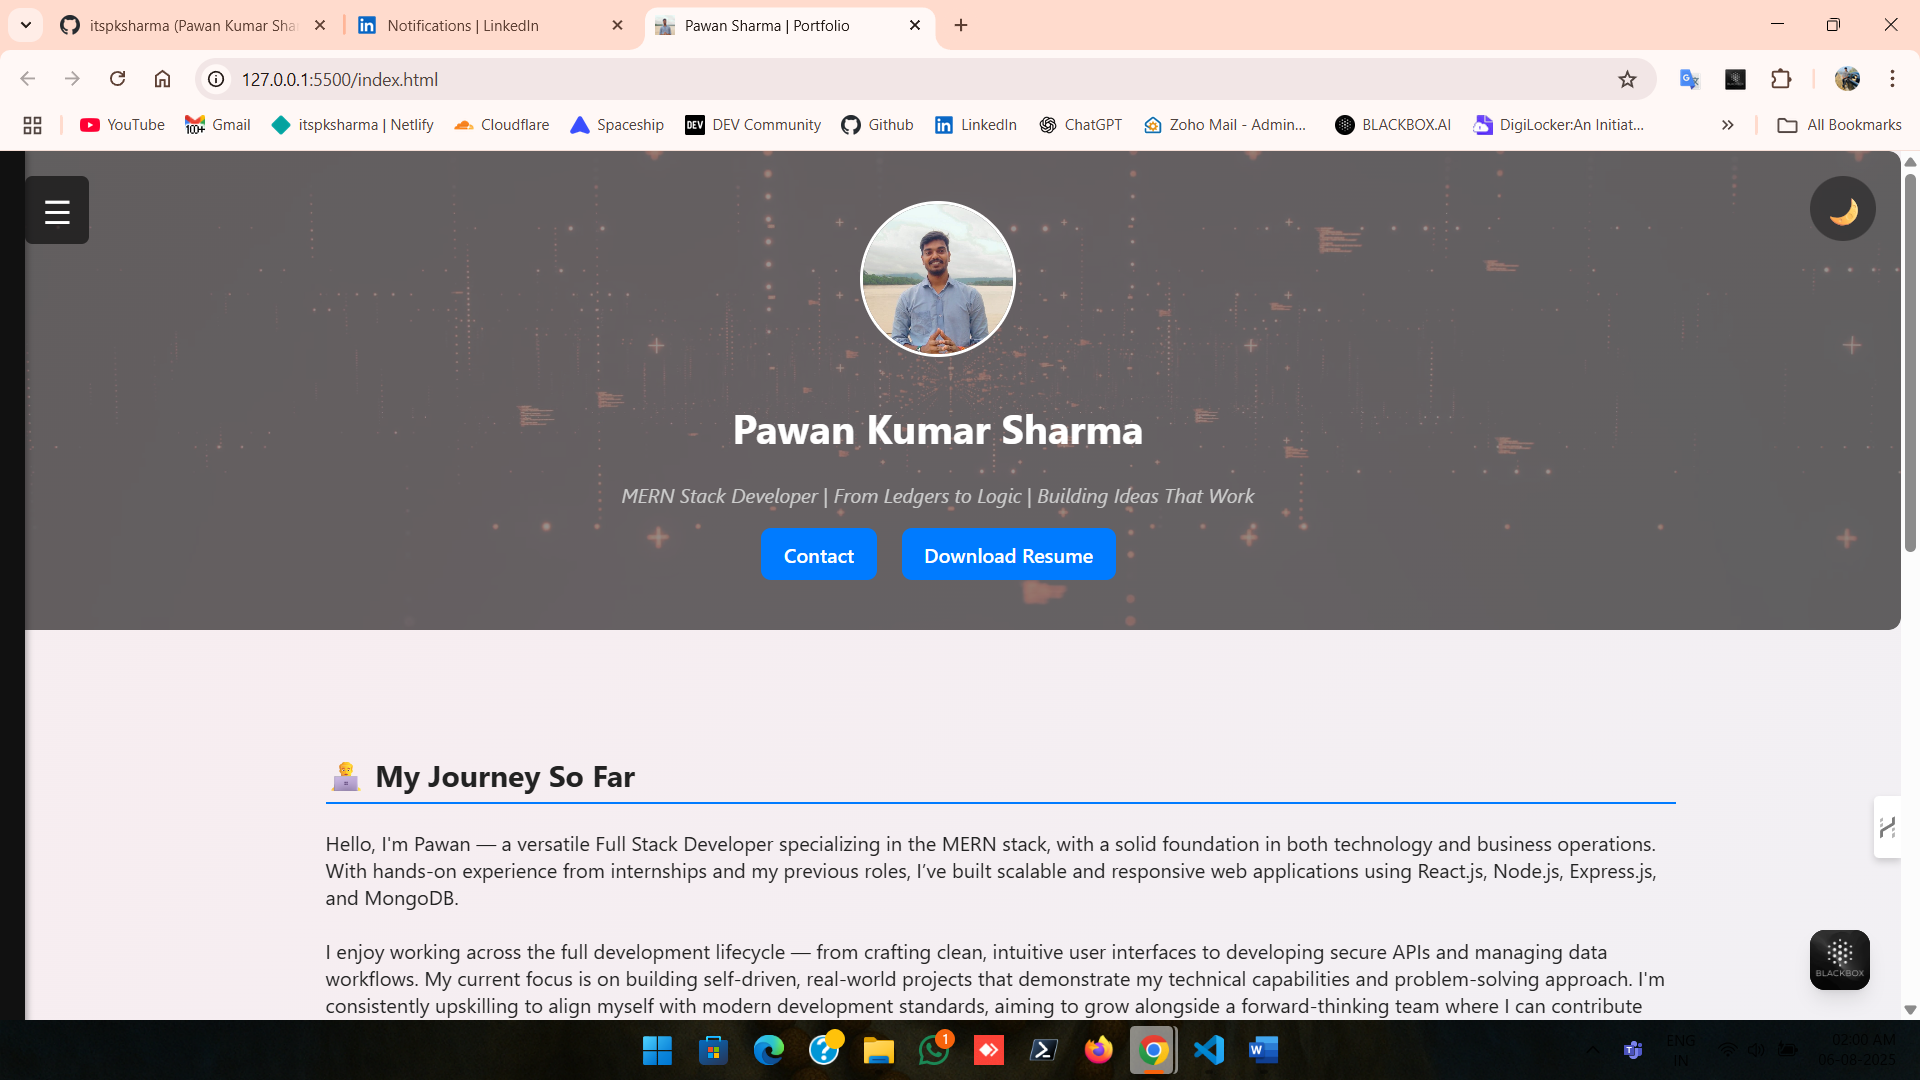 itspksharma (Pawan Kumar Sha
Notifications | LinkedIn
Pawan Sharma | Portfolio
127.0.0.1:5500/index.html
YouTube
100+
Gmail
itspksharma | Netlify
Cloudflare
Spaceship
DEV
DEV Community
Github
LinkedIn
ChatGPT
Zoho Mail - Admin...
BLACKBOX.AI
DigiLocker:An Initiat...
All Bookmarks
Pawan Kumar Sharma
MERN Stack Developer | From Ledgers to Logic | Building Ideas That Work
Contact
Download Resume
My Journey So Far
Hello, I'm Pawan — a versatile Full Stack Developer specializing in the MERN stack, with a solid foundation in both technology and business operations.
With hands-on experience from internships and my previous roles, I’ve built scalable and responsive web applications using React.js, Node.js, Express.js,
and MongoDB.
I enjoy working across the full development lifecycle — from crafting clean, intuitive user interfaces to developing secure APIs and managing data
workflows. My current focus is on building self-driven, real-world projects that demonstrate my technical capabilities and problem-solving approach. I'm
consistently upskilling to align myself with modern development standards, aiming to grow alongside a forward-thinking team where I can contribute
BLACKBOX
1
ENG
IN
02:00 AM
06-08-2025